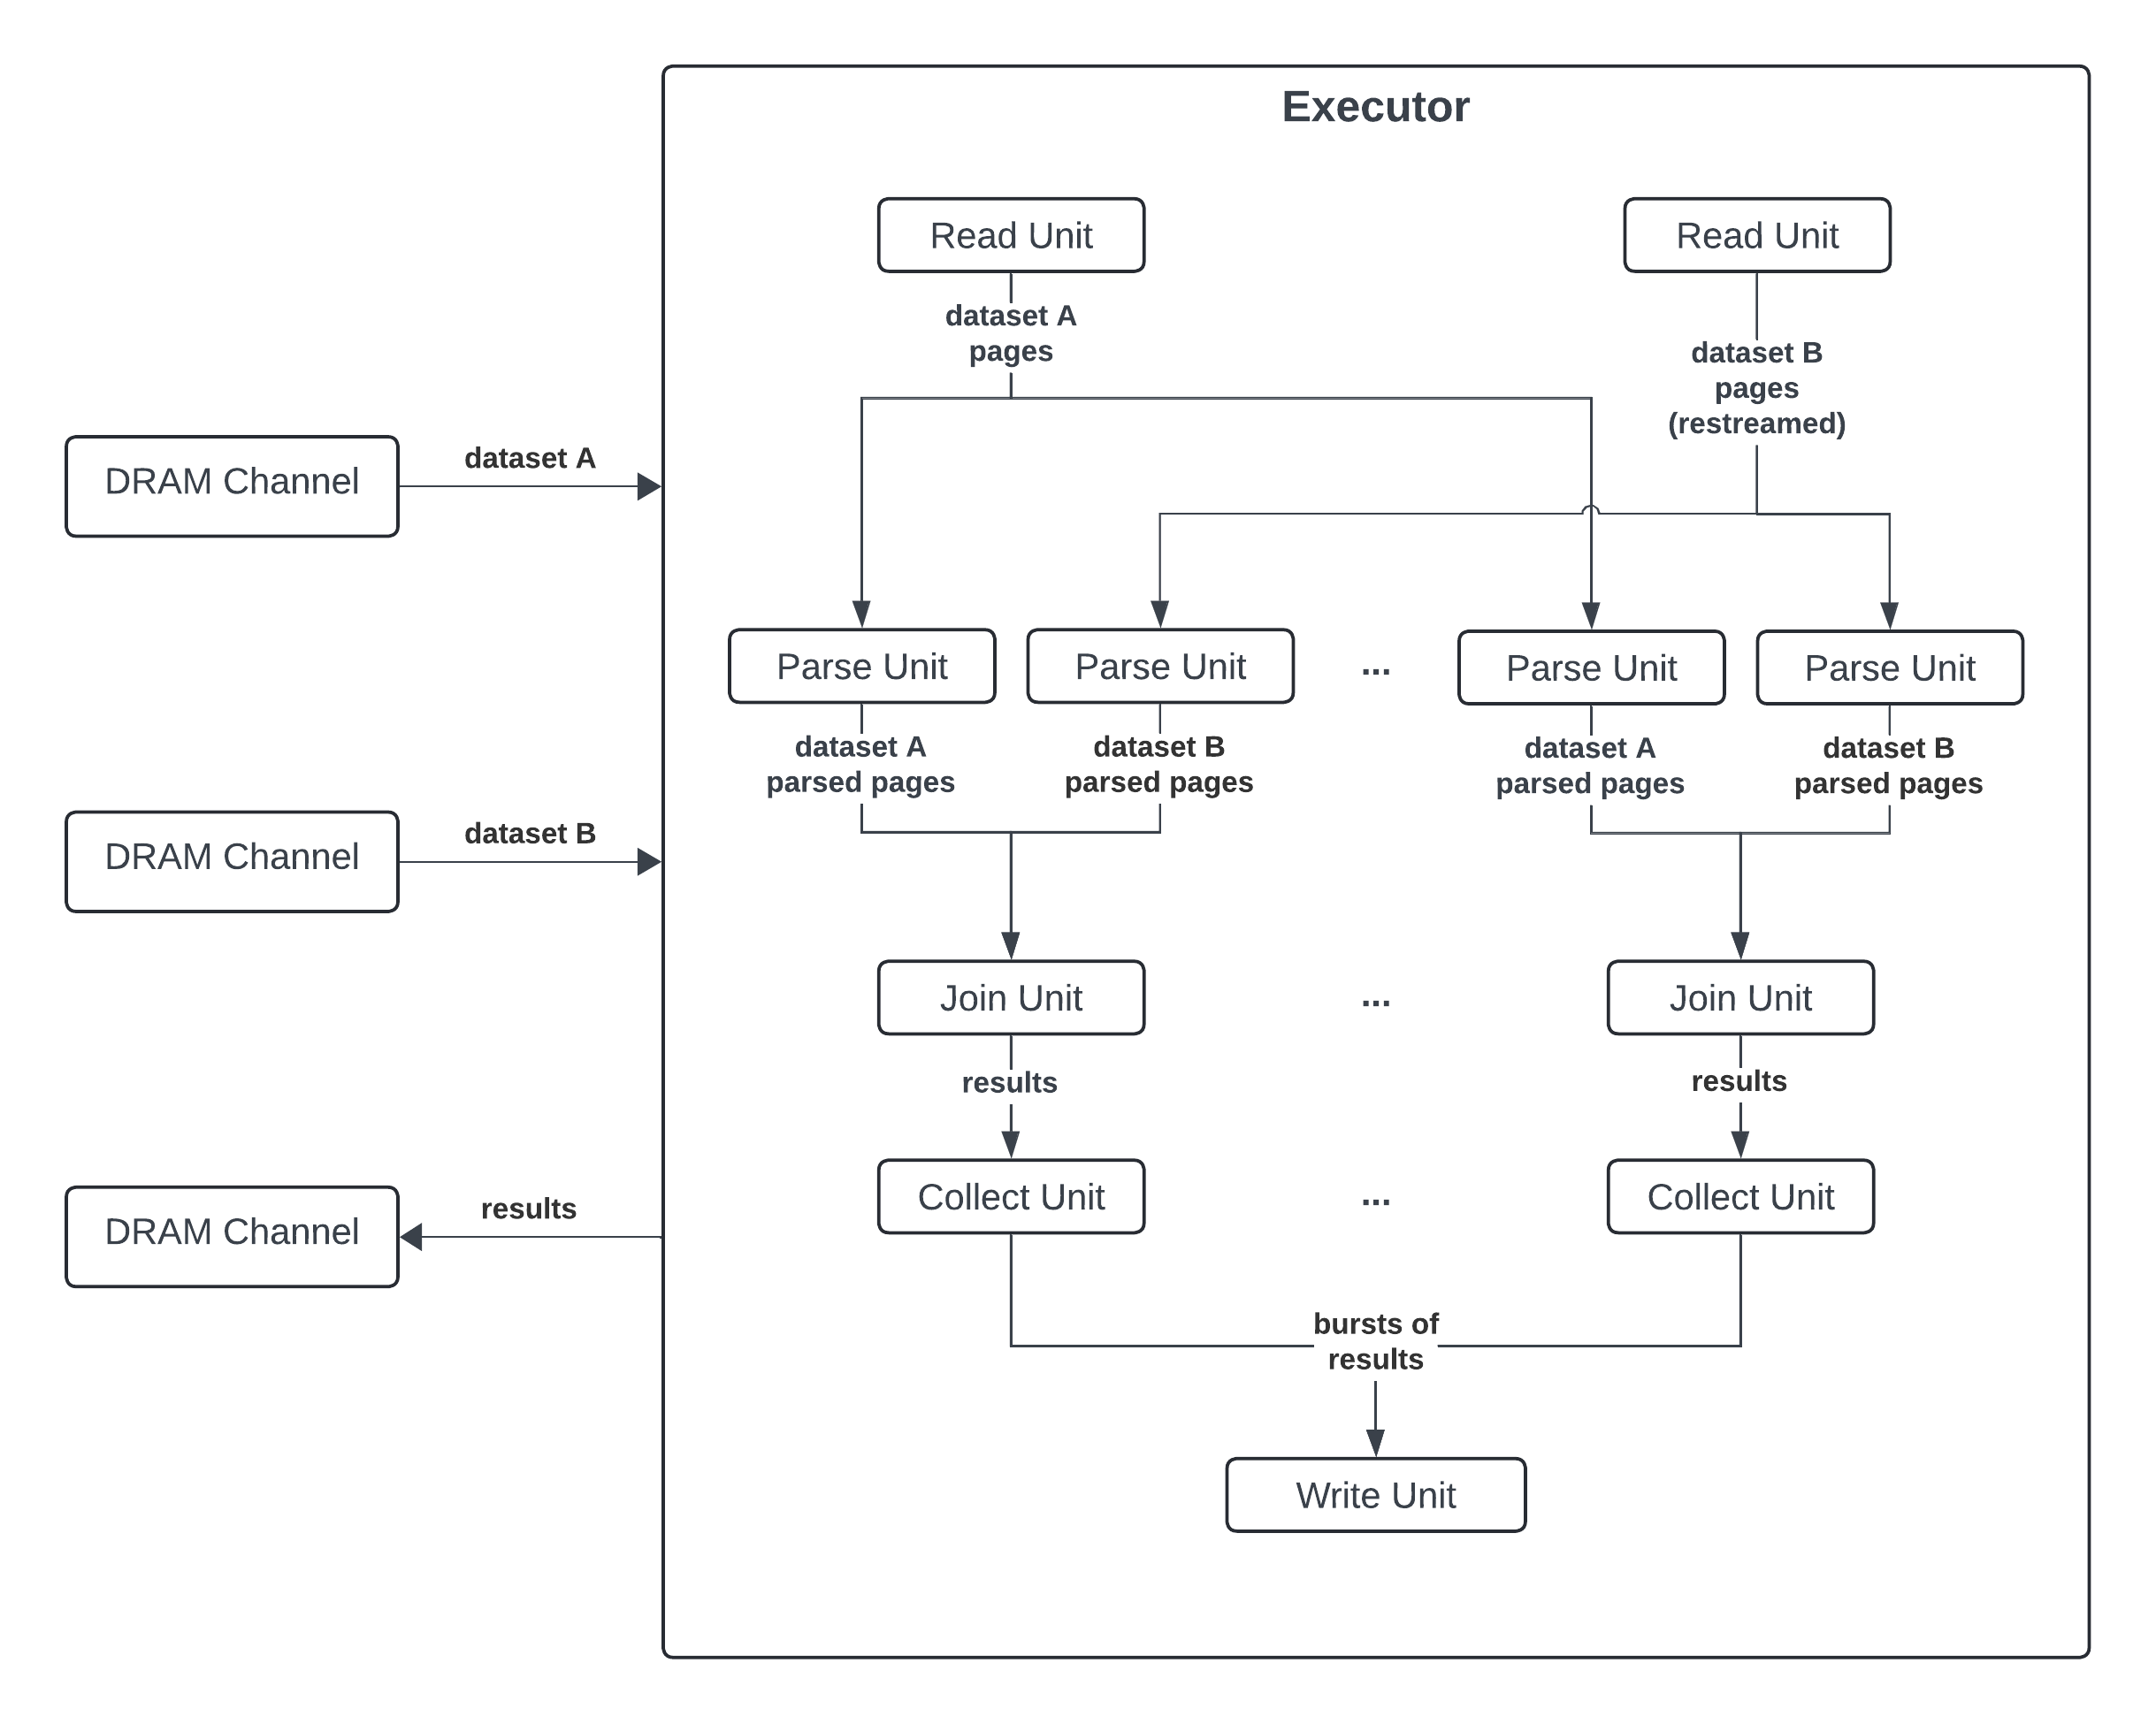 Executor
Read Unit
Read Unit
dataset A
pages
dataset B
pages
(restreamed)
DRAM Channel
dataset A
Parse Unit
Parse Unit
...
Parse Unit
Parse Unit
dataset A
parsed pages
dataset B
parsed pages
dataset A
parsed pages
dataset B
parsed pages
DRAM Channel
dataset B
Join Unit
...
Join Unit
results
results
DRAM Channel
results
Collect Unit
...
Collect Unit
bursts of
results
Write Unit